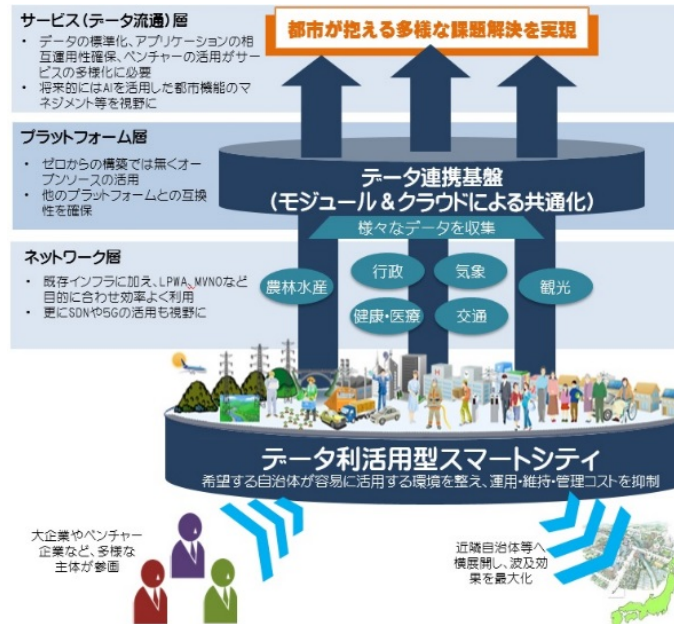 サービス(データ流通)層
• データの標準化、アプリケーションの相
互運用性確保、ベンチャーの活用がサー
ビスの多様化に必要
• 将来的にはAIを活用した都市機能のマ
ネジメント等を視野に
都市が抱える多様な課題解決を実現
プラットフォーム層
• ゼロからの構築では無くオー
プンソースの活用
• 他のプラットフォームとの互換
性を確保
データ連携基盤
(モジュール&クラウドによる共通化)
様々なデータを収集
ネットワーク層
• 既存インフラに加え、LPWA、MVNOなど
目的に合わせ効率よく利用
• 更にSDNや5Gの活用も視野に
農林水産
行政
気象
観光
健康・医療
交通
データ利活用型スマートシティ
希望する自治体が容易に活用する環境を整え、運用・維持・管理コストを抑制
大企業やベンチャー
企業など、多様な
主体が参画
近隣自治体等へ
横展開し、波及効
果を最大化